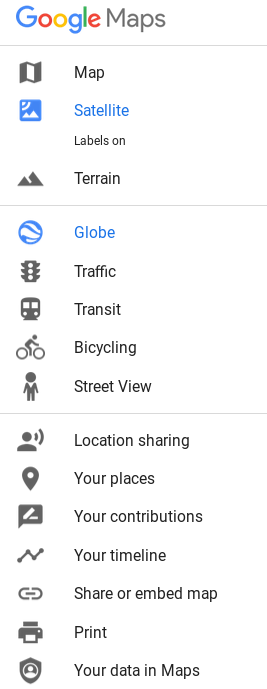 Google Maps
Map
Satellite
Labels on
Terrain
Globe
Traffic
Transit
Bicycling
Street View
Location sharing
Your places
Your contributions
Your timeline
Share or embed map
Print
Your data in Maps